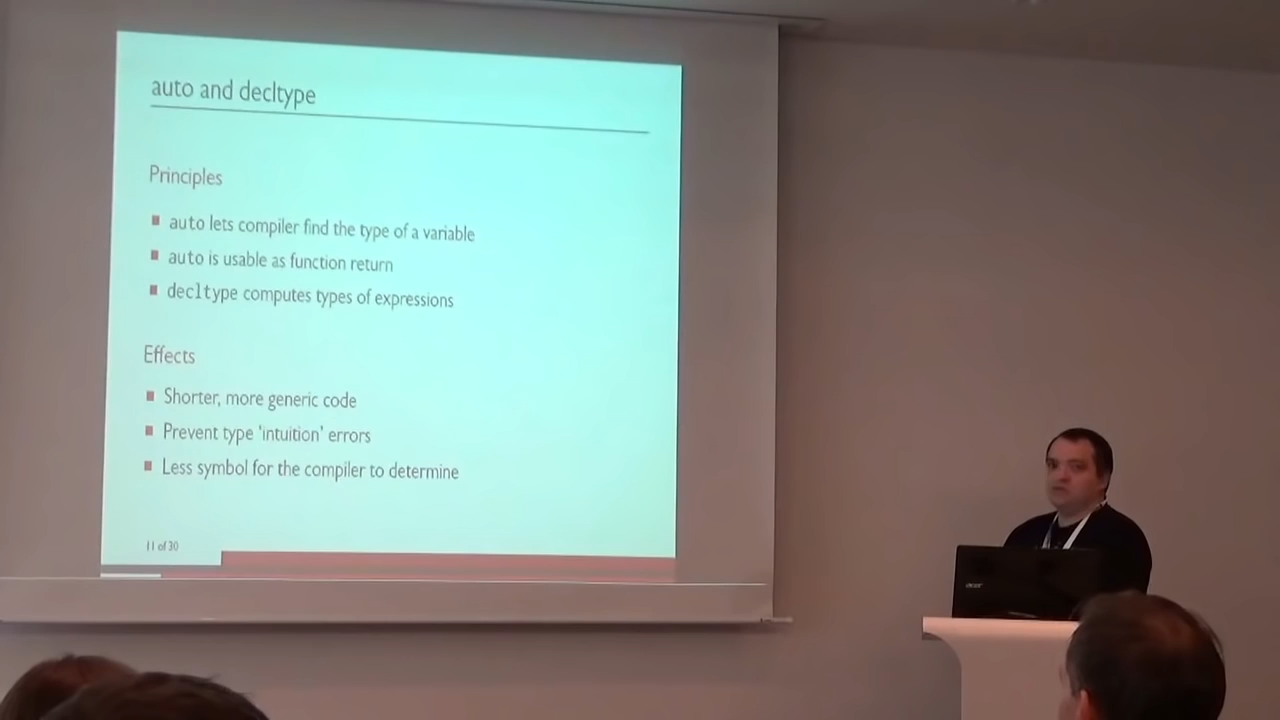 auto and decltype
Principles
auto lets compiler find the type of a variable
auto is usable as function return
decltype computes types of expressions
Effects
Shorter, more generic code
Prevent type 'intuition' errors
Less symbol for the compiler to determine
11 of 30
acer